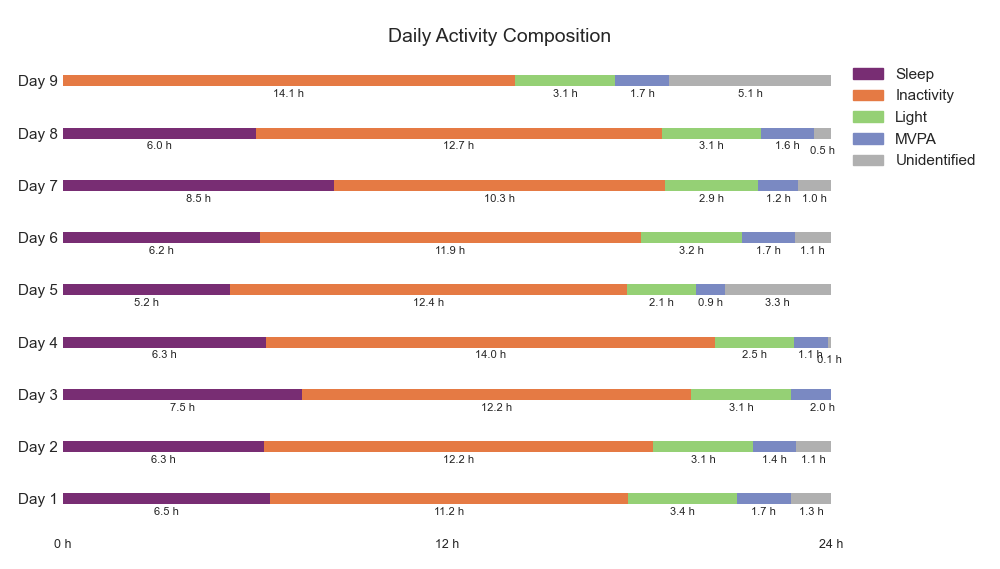 Daily Activity Composition
Day 9
14.1 h 3.1 h 1.7 h 5.1 h
Day 8
6.0 h 12.7 h 3.1 h 1.6 h 0.5 h
Day 7
8.5 h 10.3 h 2.9 h 1.2 h 1.0 h
Day 6
6.2 h 11.9 h 3.2 h 1.7 h 1.1 h
Day 5
5.2 h 12.4 h 2.1 h 0.9 h 3.3 h
Day 4
6.3 h 14.0 h 2.5 h 1.1 h 0.1 h
Day 3
7.5 h 12.2 h 3.1 h 2.0 h
Day 2
6.3 h 12.2 h 3.1 h 1.4 h 1.1 h
Day 1
6.5 h 11.2 h 3.4 h 1.7 h 1.3 h
0 h 12 h 24 h
Sleep
Inactivity
Light
MVPA
Unidentified